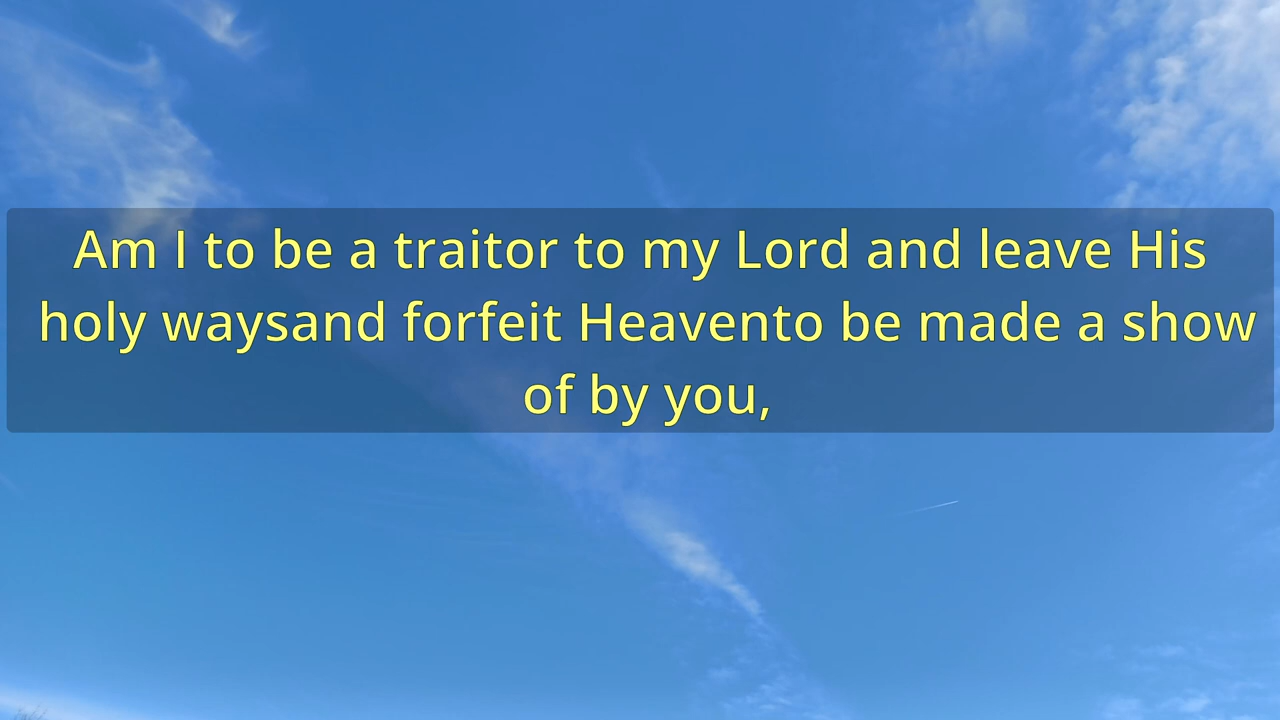 Am I to be a traitor to my Lord and leave His
holy waysand forfeit Heavento be made a show
of by you,